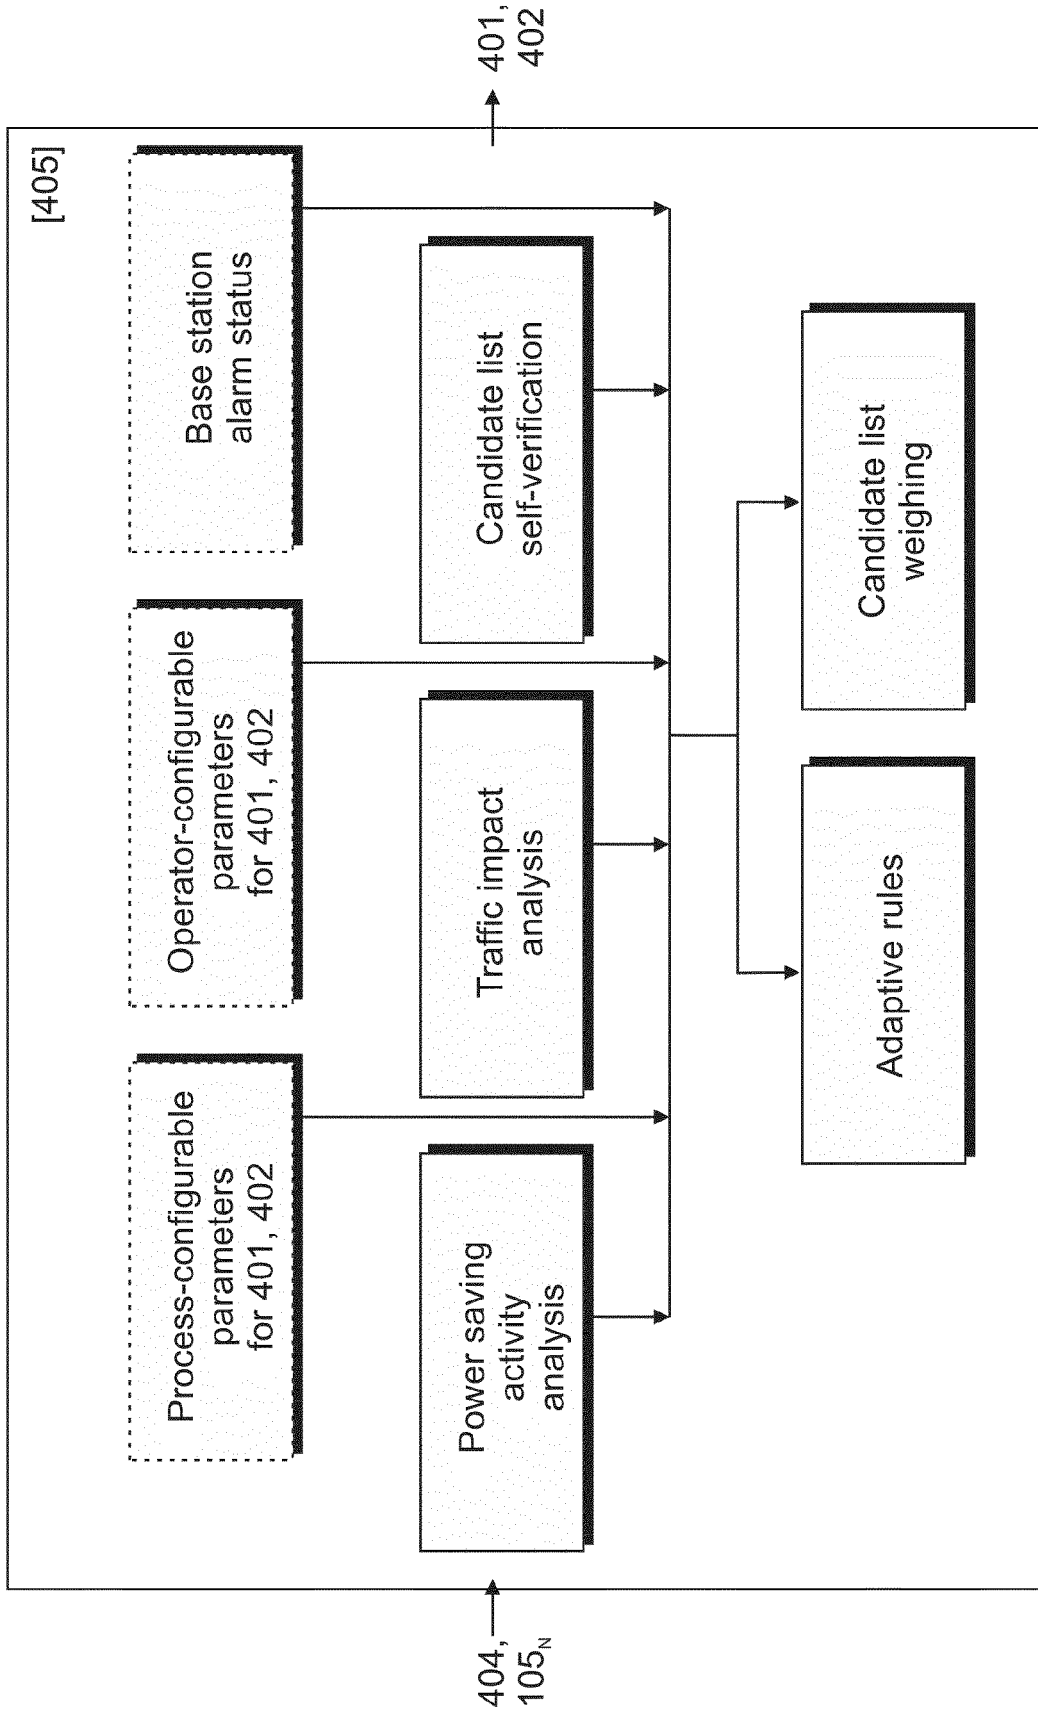 [405]
Process-configurable
parameters
for 401, 402
Operator-configurable
parameters
for 401, 402
Base station
alarm status
Power saving
activity
analysis
Traffic impact
analysis
Candidate list
self-verification
404,
105N
401,
402
Adaptive rules
Candidate list
weighing